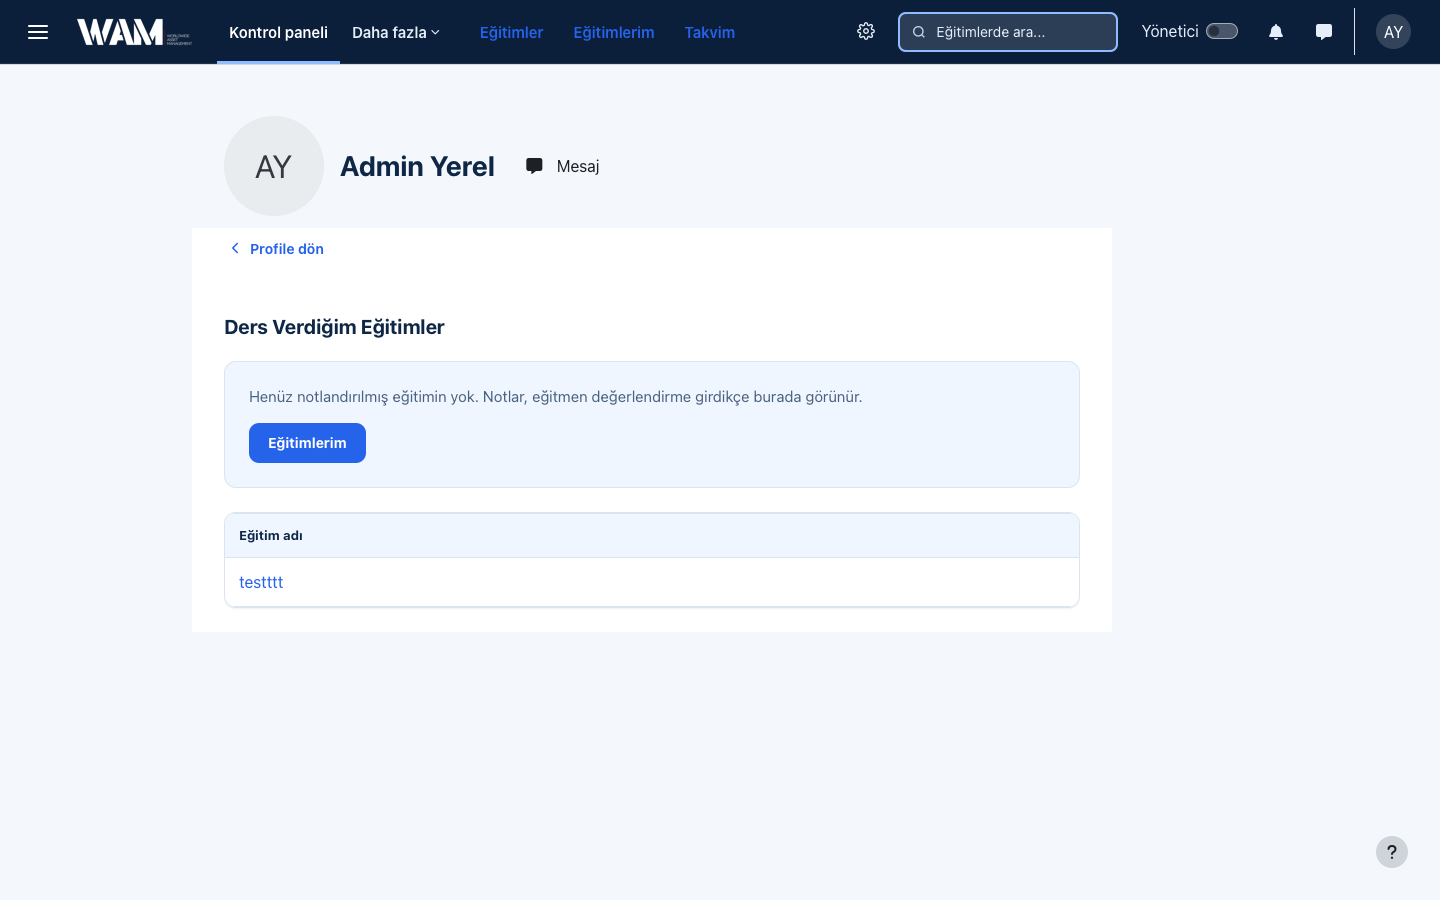 WAM
Kontrol paneli
Daha fazla
Eğitimler
Eğitimlerim
Takvim
Eğitimlerde ara...
Yönetici
AY
AY
Admin Yerel
Mesaj
Profile dön
Ders Verdiğim Eğitimler
Henüz notlandırılmış eğitimin yok. Notlar, eğitmen değerlendirme girdikçe burada görünür.
Eğitimlerim
Eğitim adı
testttt
?